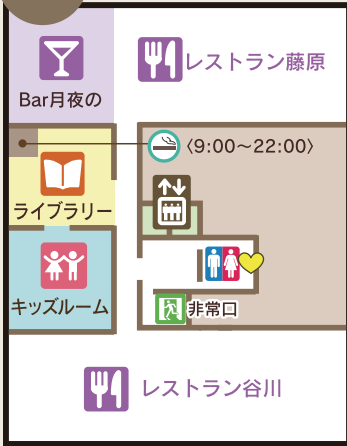 レストラン藤原
Bar月夜の
〈9:00～22:00〉
ライブラリー
キッズルーム
非常口
レストラン谷川